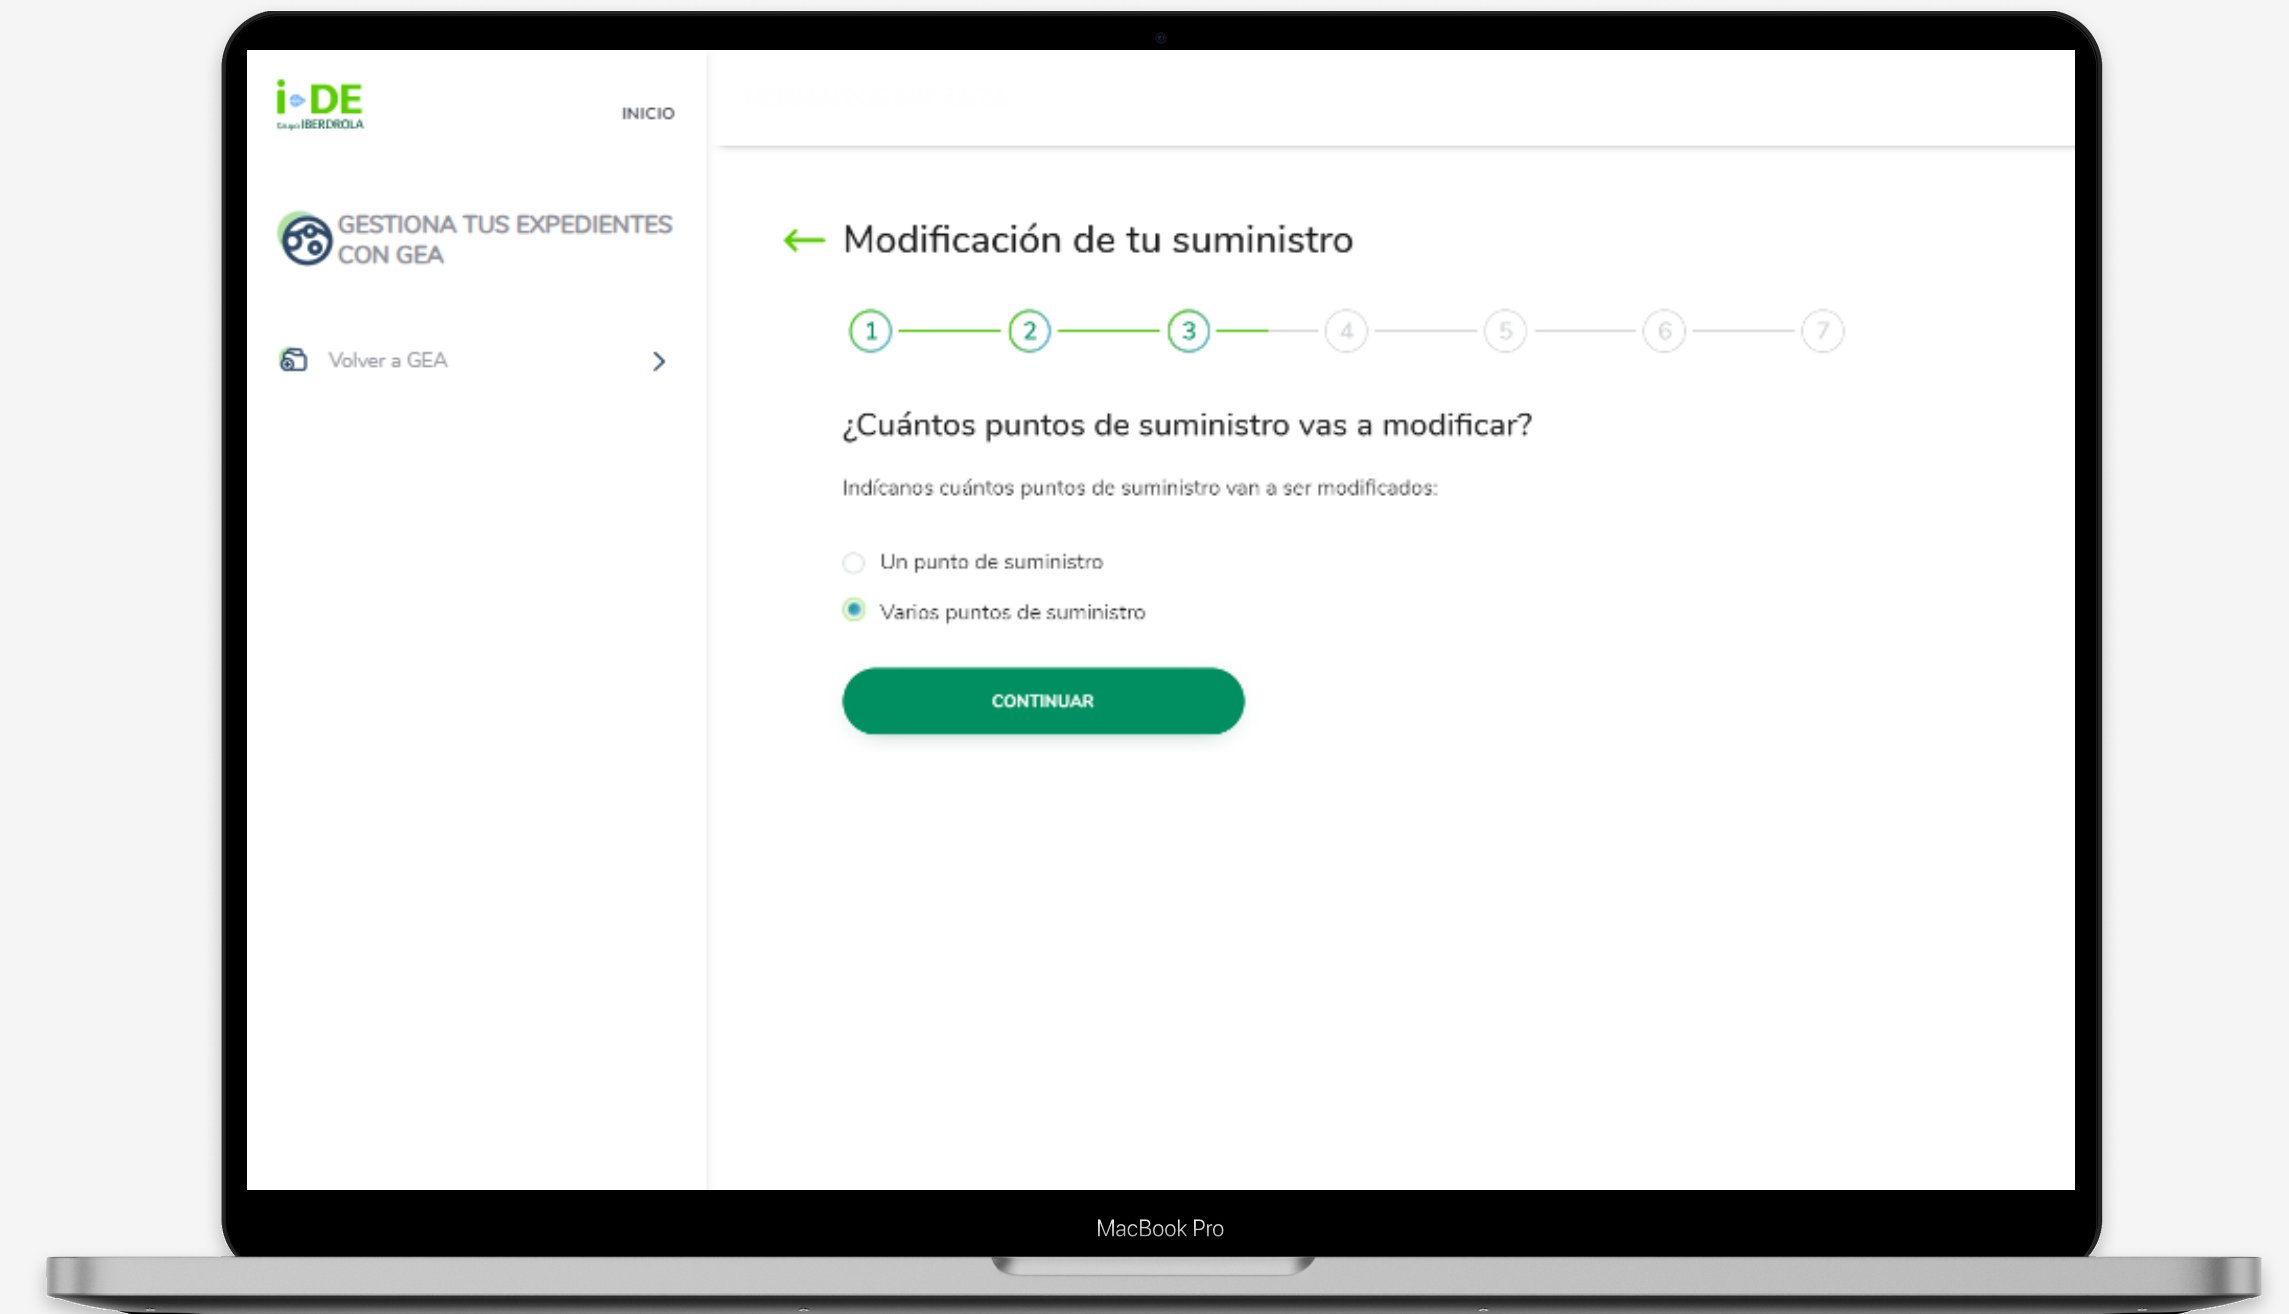 i-DE
Grupo IBERDROLA
INICIO
GESTIONA TUS EXPEDIENTES
CON GEA
Volver a GEA
Modificación de tu suministro
1 2 3 4 5 6 7
¿Cuántos puntos de suministro vas a modificar?
Indícanos cuántos puntos de suministro van a ser modificados:
Un punto de suministro
Varios puntos de suministro
CONTINUAR
MacBook Pro